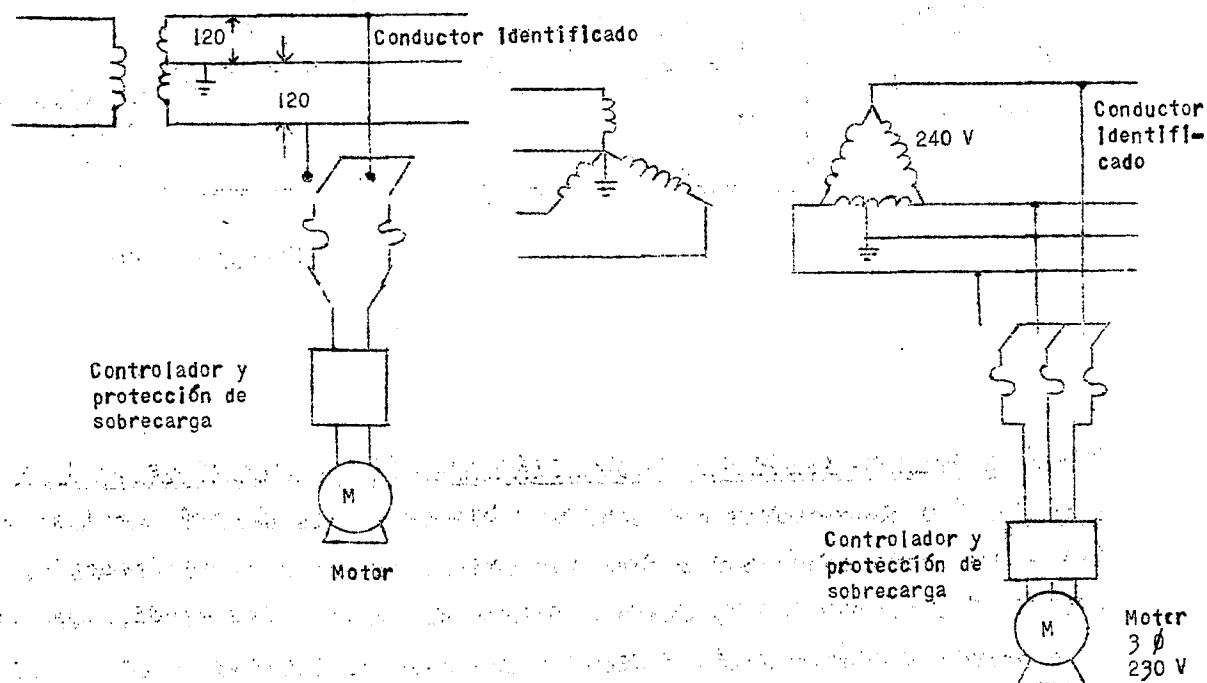 120
Conductor Identificado
120
240 V
Conductor
Identifi-
cado
Controlador y
protección de
sobrecarga
M
Motor
Controlador y
protección de
sobrecarga
M
Motor
3 ∅
230 V